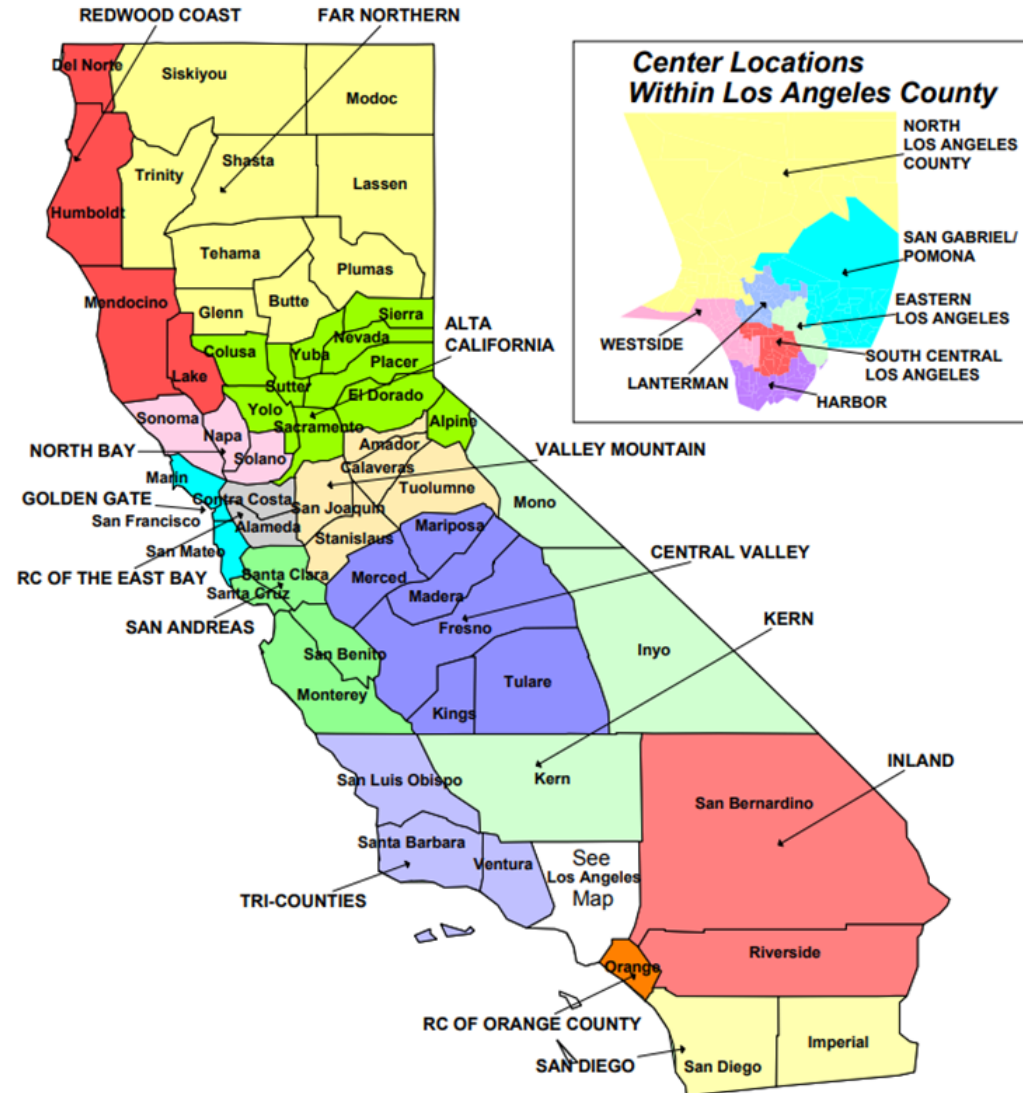 REDWOOD COAST
FAR NORTHERN
Del Norte
Siskiyou
Modoc
Center Locations
Within Los Angeles County
NORTH
LOS ANGELES
COUNTY
Trinity
Shasta
Lassen
Humboldt
Tehama
Plumas
SAN GABRIEL/
POMONA
Mendocino
Glenn
Butte
Sierra
EASTERN
LOS ANGELES
ALTA
CALIFORNIA
Colusa
Yuba
Nevada
Placer
WESTSIDE
SOUTH CENTRAL
LOS ANGELES
Lake
Sutter
El Dorado
LANTERMAN
HARBOR
Sonoma
Yolo
Sacramento
Alpine
Napa
Amador
NORTH BAY
Solano
Calaveras
VALLEY MOUNTAIN
Marin
Tuolumne
GOLDEN GATE
Contra Costa
San Joaquin
Mono
San Francisco
Alameda
Mariposa
Stanislaus
San Mateo
CENTRAL VALLEY
RC OF THE EAST BAY
Santa Clara
Merced
Santa Cruz
Madera
KERN
SAN ANDREAS
Fresno
San Benito
Inyo
Monterey
Tulare
Kings
INLAND
San Luis Obispo
Kern
San Bernardino
Santa Barbara
Ventura
See
Los Angeles
Map
TRI-COUNTIES
Riverside
Orange
RC OF ORANGE COUNTY
SAN DIEGO
San Diego
Imperial